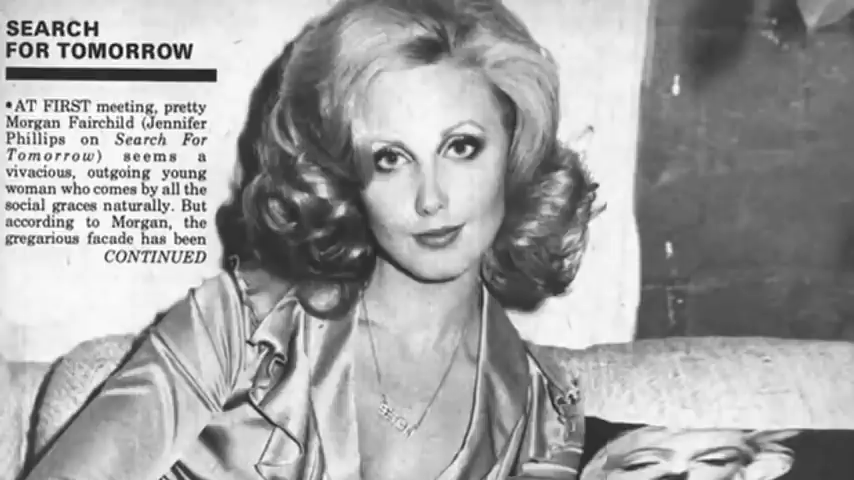 SEARCH
FOR TOMORROW
•AT FIRST meeting, pretty
Morgan Fairchild (Jennifer
Phillips on Search For
Tomorrow) seems a
vivacious, outgoing young
woman who comes by all the
social graces naturally. But
according to Morgan, the
gregarious facade has been
CONTINUED